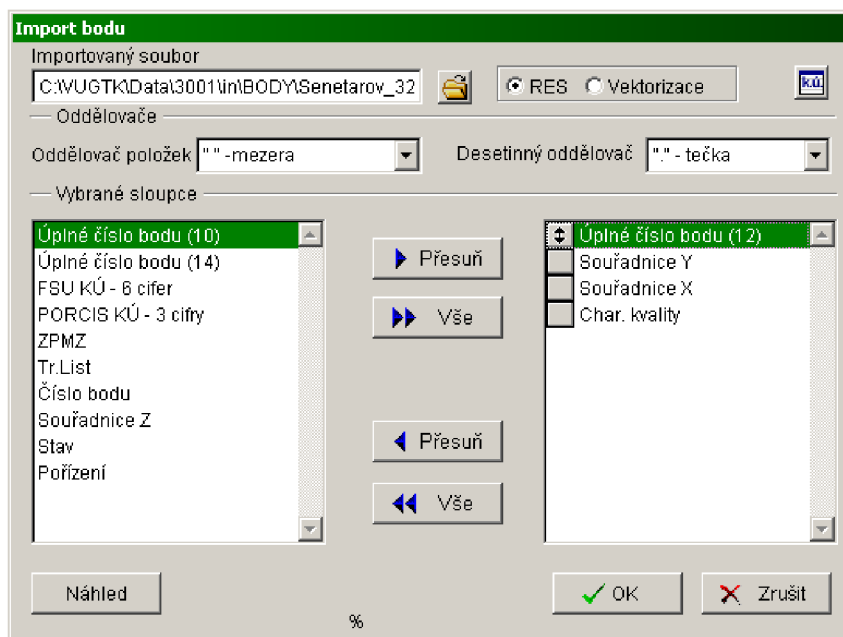 Import bodu
Importovaný soubor
C:\VUGTK\Data\3001\in\BODY\Senetarov_32
RES Vektorizace
k.ú.
Oddělovače
Oddělovač položek " " -mezera Desetinný oddělovač "." - tečka
Vybrané sloupce
Úplné číslo bodu (10)
Úplné číslo bodu (14)
FSU KÚ - 6 cifer
PORCIS KÚ - 3 cifry
ZPMZ
Tr.List
Číslo bodu
Souřadnice Z
Stav
Pořízení
Přesuň
Vše
Přesuň
Vše
Úplné číslo bodu (12)
Souřadnice Y
Souřadnice X
Char. kvality
Náhled
%
OK
Zrušit